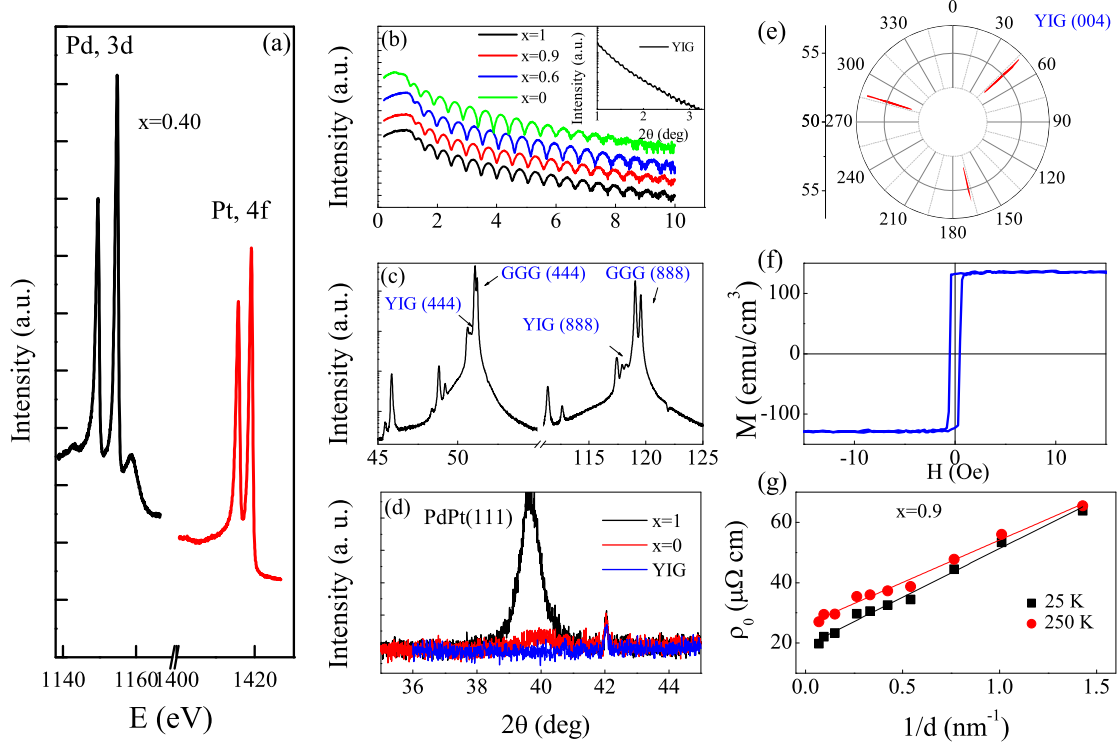 (a)
Pd, 3d
x=0.40
Pt, 4f
Intensity (a.u.)
1140 1160 1400 1420
E (eV)
(b)
x=1
x=0.9
x=0.6
x=0
Intensity (a.u.)
0 2 4 6 8 10
YIG
Intensity (a.u.)
1 2 3
2θ (deg)
(c)
GGG (444)
YIG (444)
GGG (888)
YIG (888)
Intensity (a.u.)
45 51 115 120 125
(d)
PdPt(111)
x=1
x=0
YIG
Intensity (a. u.)
36 38 40 42 44
2θ (deg)
(e)
YIG (004)
55
50
55
0
30
60
90
120
150
180
210
240
270
300
330
(f)
M (emu/cm³)
100
0
-100
-10 0 10
H (Oe)
(g)
x=0.9
25 K
250 K
ρ₀ (μΩ cm)
60
40
20
0.0 0.5 1.0 1.5
1/d (nm⁻¹)